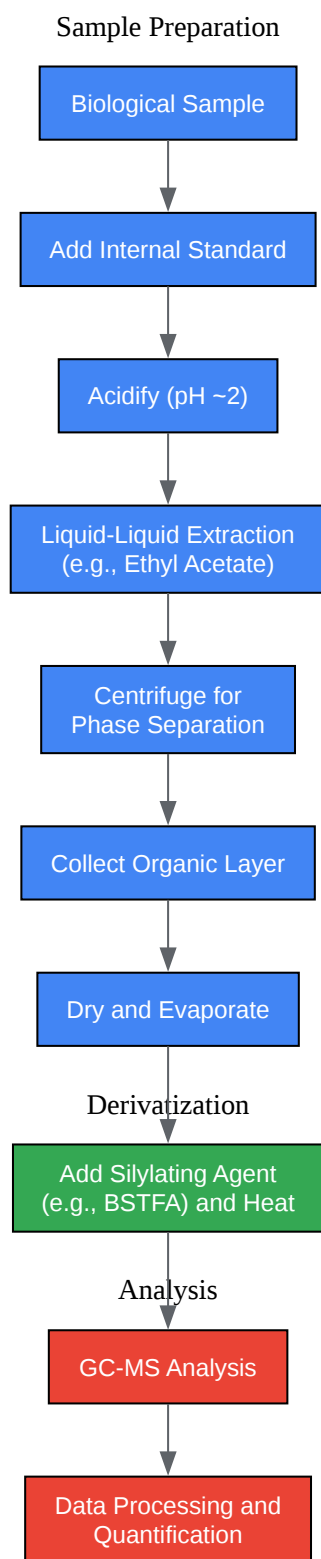 Sample Preparation
Biological Sample
Add Internal Standard
Acidify (pH ~2)
Liquid-Liquid Extraction
(e.g., Ethyl Acetate)
Centrifuge for
Phase Separation
Collect Organic Layer
Dry and Evaporate
Derivatization
Add Silylating Agent
(e.g., BSTFA) and Heat
Analysis
GC-MS Analysis
Data Processing and
Quantification